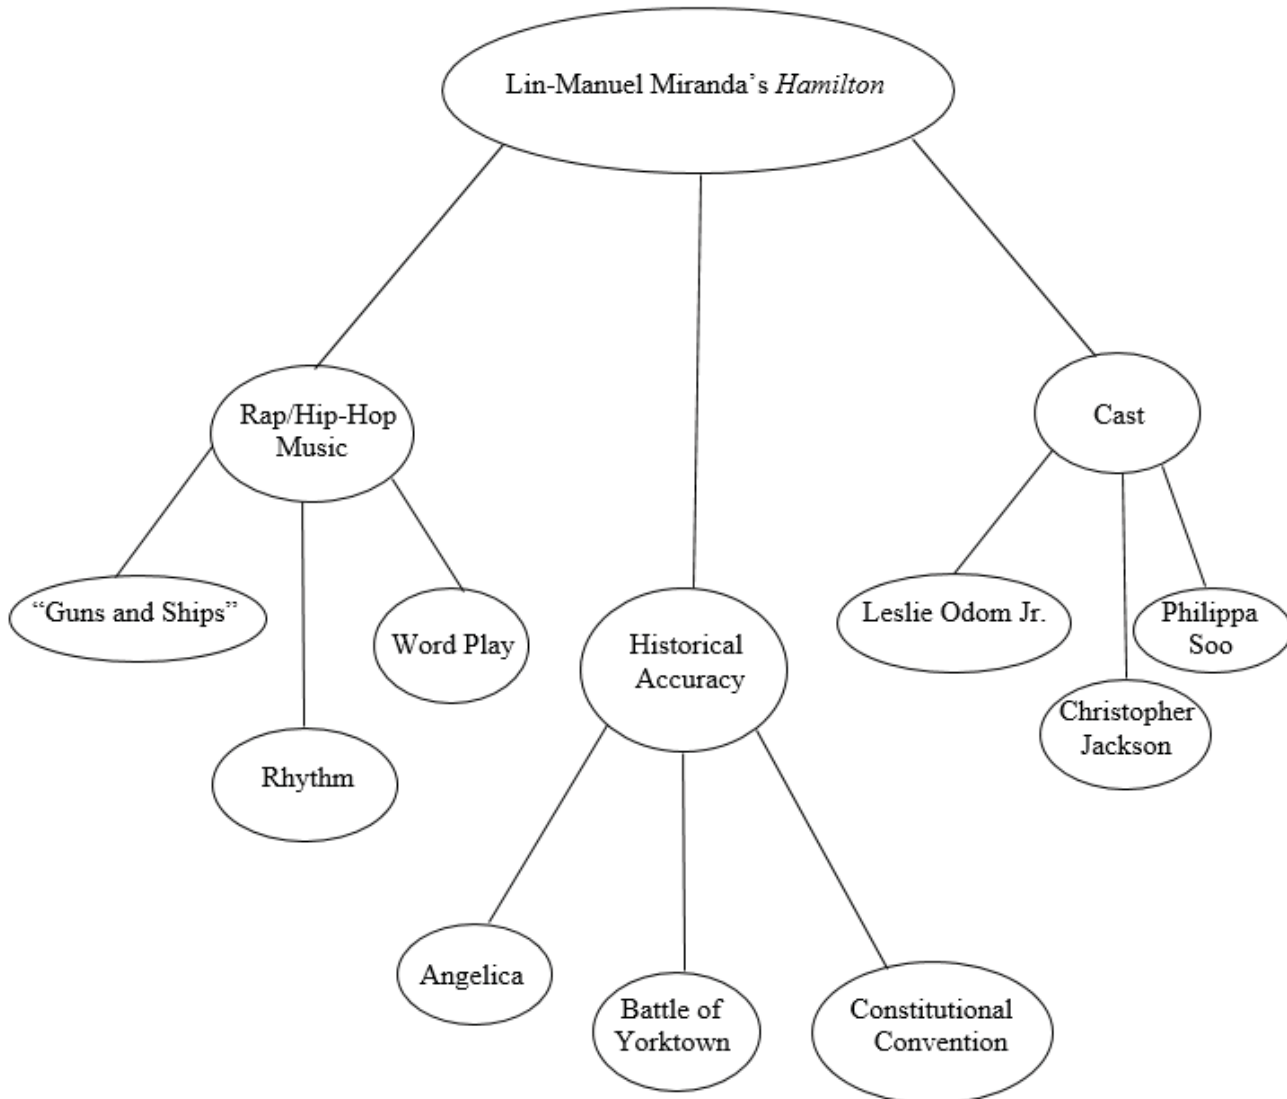 Lin-Manuel Miranda’s Hamilton
Rap/Hip-Hop
Music
Cast
“Guns and Ships”
Word Play
Rhythm
Historical
Accuracy
Leslie Odom Jr.
Philippa
Soo
Christopher
Jackson
Angelica
Battle of
Yorktown
Constitutional
Convention